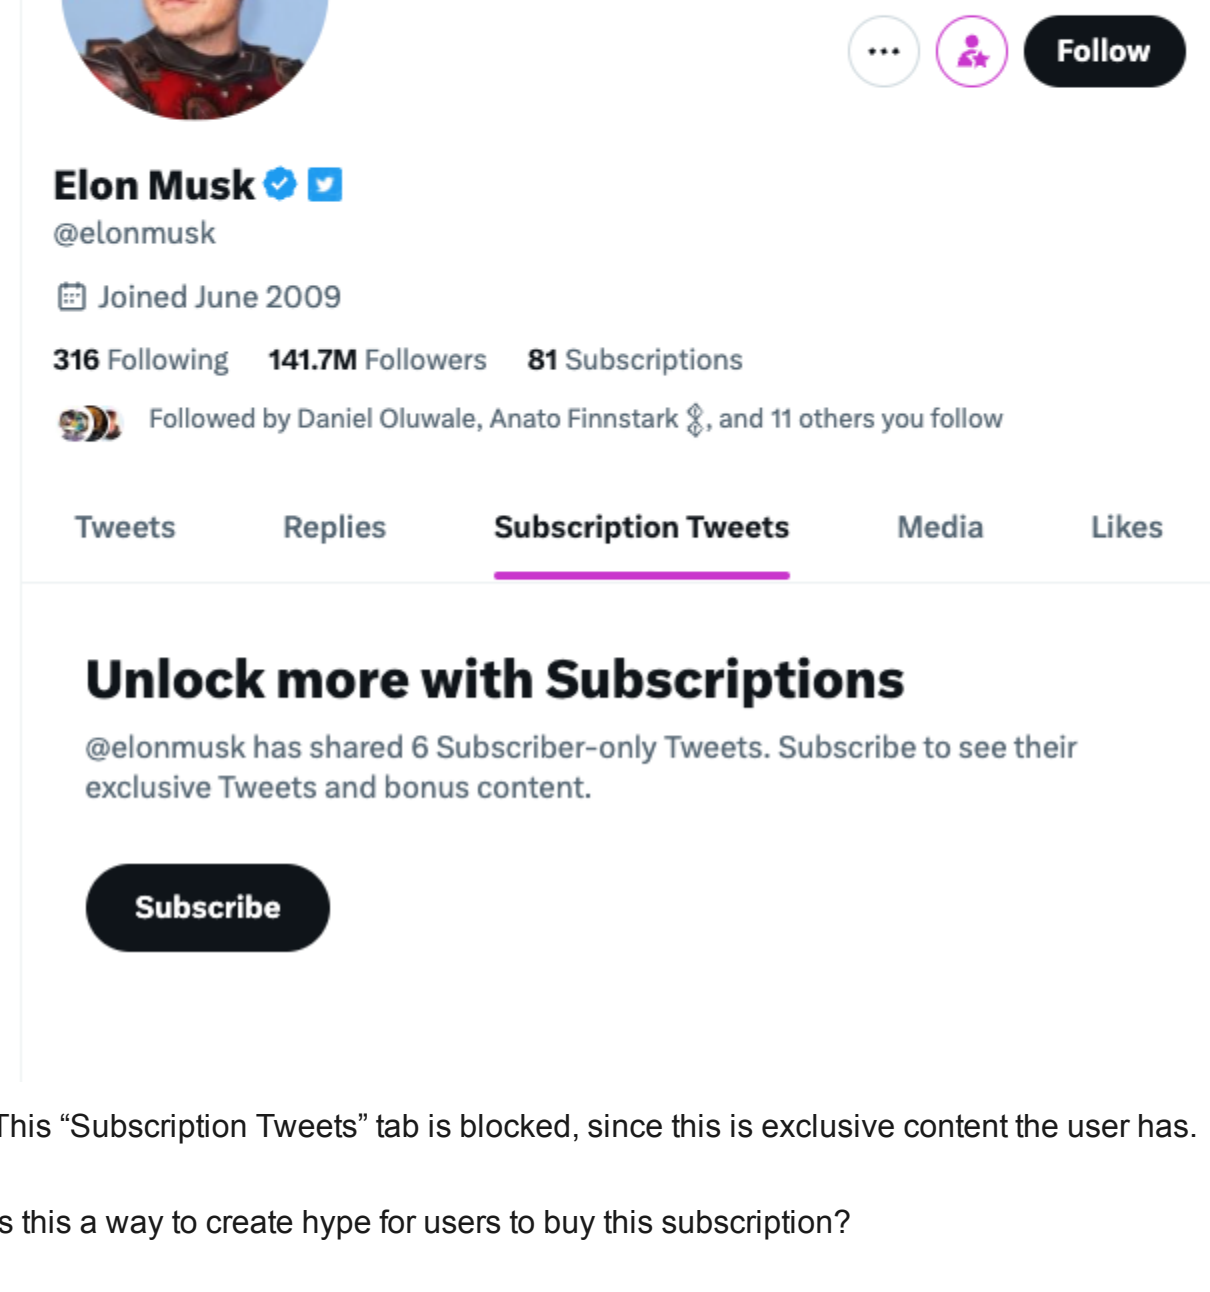 Follow
Elon Musk
@elonmusk
Joined June 2009
316 Following 141.7M Followers 81 Subscriptions
Followed by Daniel Oluwale, Anato Finnstark, and 11 others you follow
Tweets Replies Subscription Tweets Media Likes
Unlock more with Subscriptions
@elonmusk has shared 6 Subscriber-only Tweets. Subscribe to see their
exclusive Tweets and bonus content.
Subscribe
This “Subscription Tweets” tab is blocked, since this is exclusive content the user has.
s this a way to create hype for users to buy this subscription?